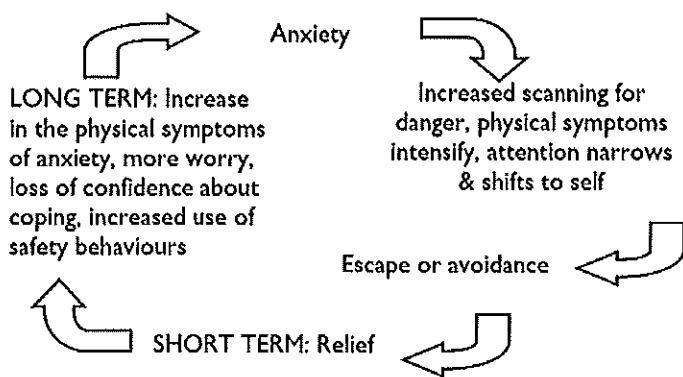 Anxiety
Increased scanning for
danger, physical symptoms
intensify, attention narrows
& shifts to self
Escape or avoidance
SHORT TERM: Relief
LONG TERM: Increase
in the physical symptoms
of anxiety, more worry,
loss of confidence about
coping, increased use of
safety behaviours